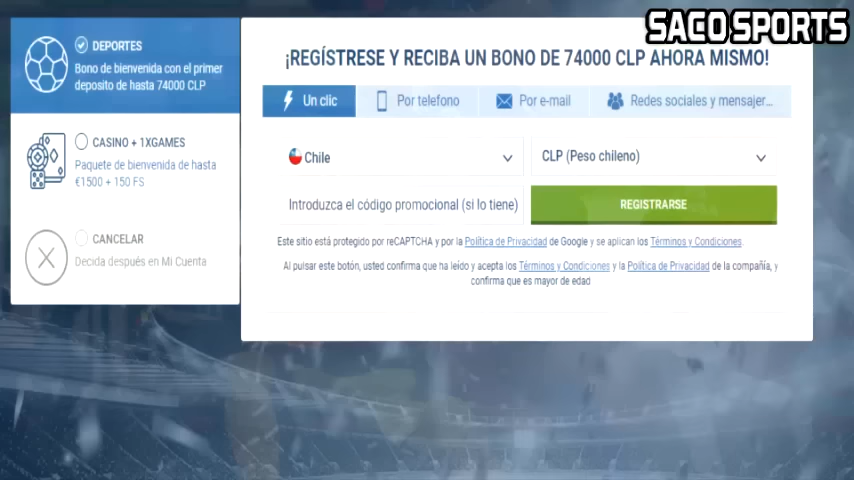 SACO SPORTS
DEPORTES
Bono de bienvenida con el primer
deposito de hasta 74000 CLP
CASINO + 1XGAMES
Paquete de bienvenida de hasta
€1500 + 150 FS
CANCELAR
Decida después en Mi Cuenta
¡REGÍSTRESE Y RECIBA UN BONO DE 74000 CLP AHORA MISMO!
Un clic
Por telefono
Por e-mail
Redes sociales y mensajer...
Chile
CLP (Peso chileno)
Introduzca el código promocional (si lo tiene)
REGISTRARSE
Este sitio está protegido por reCAPTCHA y por la Política de Privacidad de Google y se aplican los Términos y Condiciones.
Al pulsar este botón, usted confirma que ha leído y acepta los Términos y Condiciones y la Política de Privacidad de la compañía, y
confirma que es mayor de edad